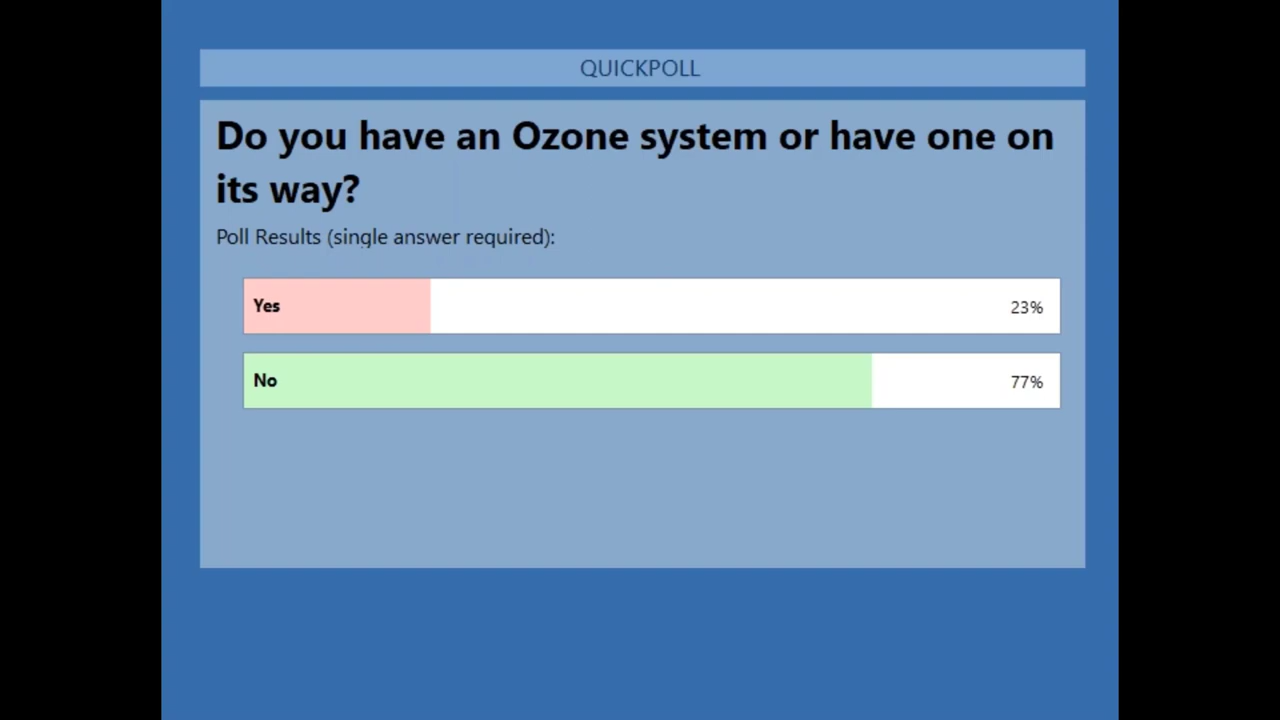 QUICKPOLL
Do you have an Ozone system or have one on
its way?
Poll Results (single answer required):
Yes 23%
No 77%